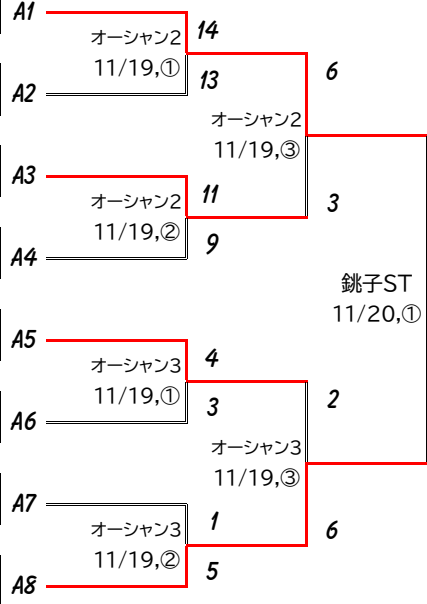 A1
オーシャン2
11/19,①
14
A2
13
6
オーシャン2
11/19,③
A3
オーシャン2
11/19,②
11
3
A4
9
銚子ST
11/20,①
A5
オーシャン3
11/19,①
4
A6
3
2
オーシャン3
11/19,③
A7
オーシャン3
11/19,②
1
6
A8
5